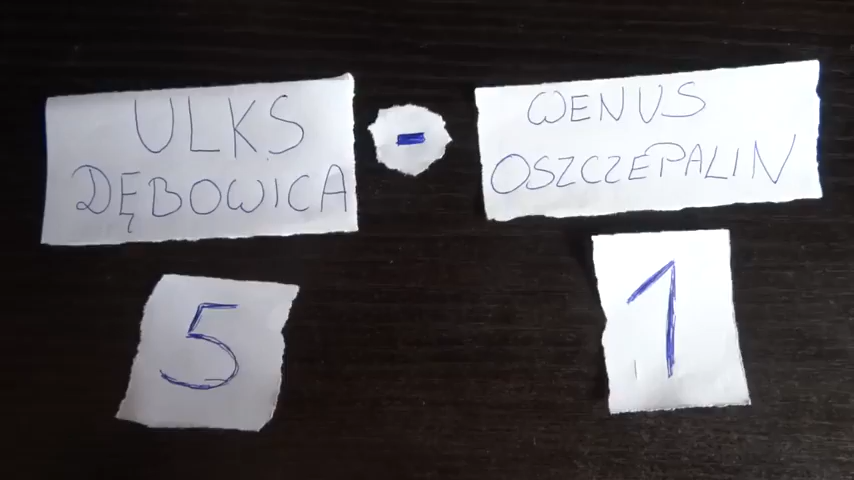 ULKS
DĘBOWICA
-
WENUS
OSZCZEPALIN
5
1